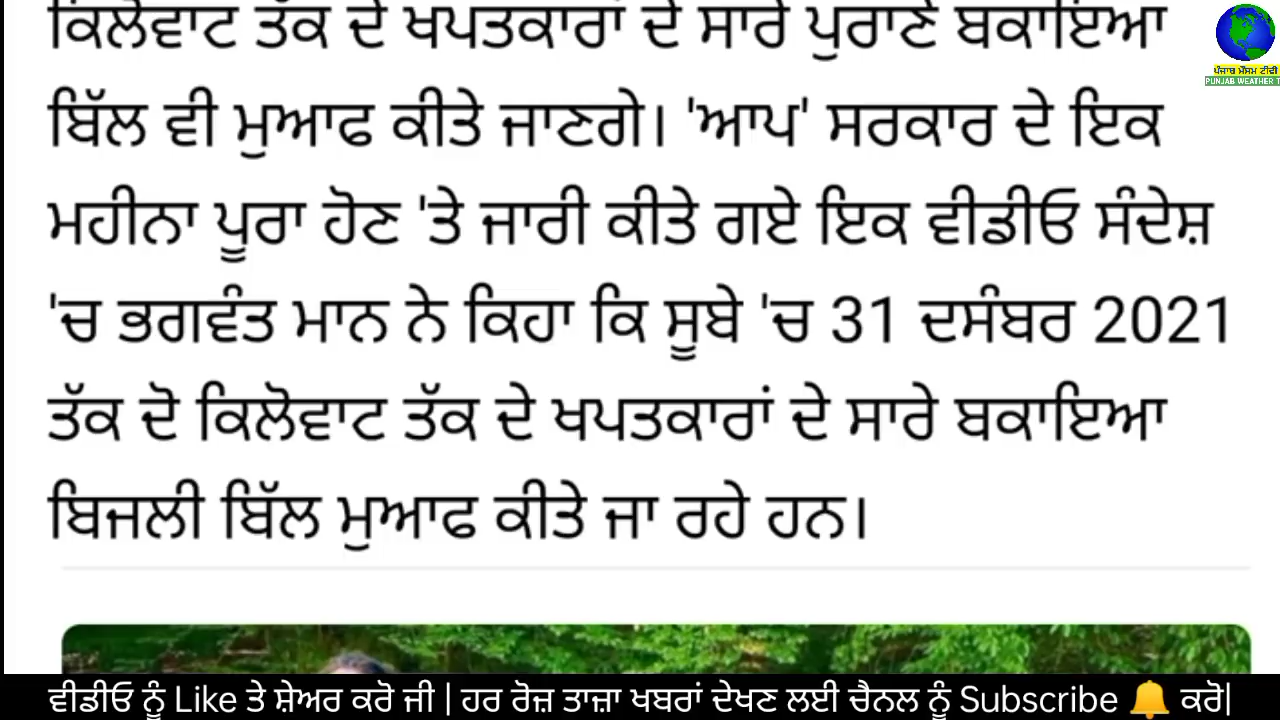 ਕਿਲੋਵਾਟ ਤੱਕ ਦੇ ਖਪਤਕਾਰਾਂ ਦੇ ਸਾਰੇ ਪੁਰਾਣੇ ਬਕਾਇਆ
ਬਿੱਲ ਵੀ ਮੁਆਫ ਕੀਤੇ ਜਾਣਗੇ। 'ਆਪ' ਸਰਕਾਰ ਦੇ ਇਕ
ਮਹੀਨਾ ਪੂਰਾ ਹੋਣ 'ਤੇ ਜਾਰੀ ਕੀਤੇ ਗਏ ਇਕ ਵੀਡੀਓ ਸੰਦੇਸ਼
'ਚ ਭਗਵੰਤ ਮਾਨ ਨੇ ਕਿਹਾ ਕਿ ਸੂਬੇ 'ਚ 31 ਦਸੰਬਰ 2021
ਤੱਕ ਦੋ ਕਿਲੋਵਾਟ ਤੱਕ ਦੇ ਖਪਤਕਾਰਾਂ ਦੇ ਸਾਰੇ ਬਕਾਇਆ
ਬਿਜਲੀ ਬਿੱਲ ਮੁਆਫ ਕੀਤੇ ਜਾ ਰਹੇ ਹਨ।
ਪੰਜਾਬ ਮੌਸਮ ਟੀਵੀ
PUNJAB WEATHER T
ਵੀਡੀਓ ਨੂੰ Like ਤੇ ਸ਼ੇਅਰ ਕਰੋ ਜੀ | ਹਰ ਰੋਜ਼ ਤਾਜ਼ਾ ਖਬਰਾਂ ਦੇਖਣ ਲਈ ਚੈਨਲ ਨੂੰ Subscribe 🔔 ਕਰੋ|